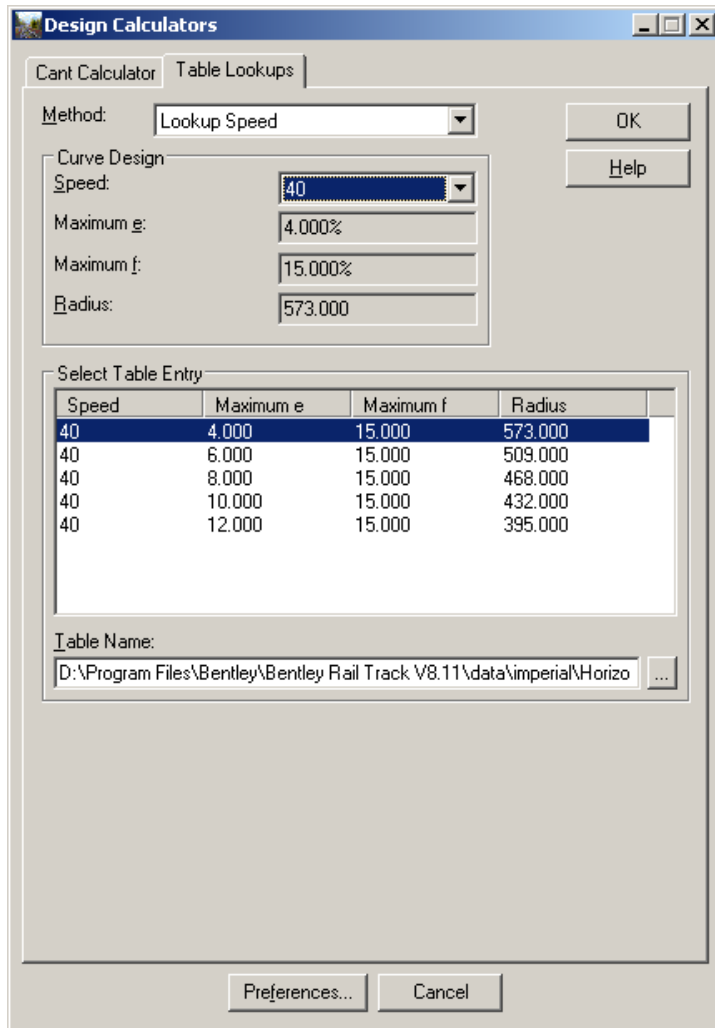 Design Calculators
Cant Calculator Table Lookups
Method: Lookup Speed OK
Curve Design Help
Speed: 40
Maximum e: 4.000%
Maximum f: 15.000%
Radius: 573.000
Select Table Entry
Speed Maximum e Maximum f Radius
40 4.000 15.000 573.000
40 6.000 15.000 509.000
40 8.000 15.000 468.000
40 10.000 15.000 432.000
40 12.000 15.000 395.000
Table Name:
D:\Program Files\Bentley\Bentley Rail Track V8.11\data\imperial\Horizo ...
Preferences... Cancel